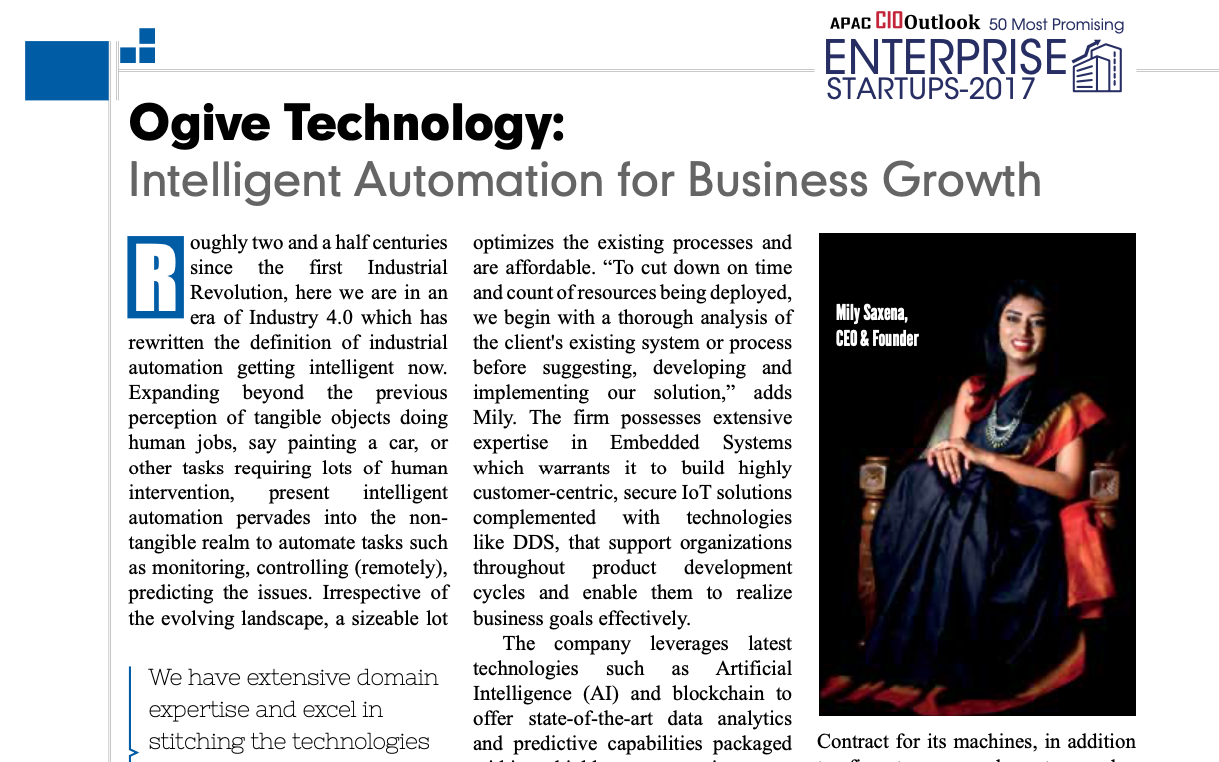 APAC CIOOutlook 50 Most Promising
ENTERPRISE
STARTUPS-2017
Ogive Technology:
Intelligent Automation for Business Growth
Roughly two and a half centuries
since the first Industrial
Revolution, here we are in an
era of Industry 4.0 which has
rewritten the definition of industrial
automation getting intelligent now.
Expanding beyond the previous
perception of tangible objects doing
human jobs, say painting a car, or
other tasks requiring lots of human
intervention, present intelligent
automation pervades into the non-
tangible realm to automate tasks such
as monitoring, controlling (remotely),
predicting the issues. Irrespective of
the evolving landscape, a sizeable lot
We have extensive domain
expertise and excel in
stitching the technologies
optimizes the existing processes and
are affordable. “To cut down on time
and count of resources being deployed,
we begin with a thorough analysis of
the client's existing system or process
before suggesting, developing and
implementing our solution,” adds
Mily. The firm possesses extensive
expertise in Embedded Systems
which warrants it to build highly
customer-centric, secure IoT solutions
complemented with technologies
like DDS, that support organizations
throughout product development
cycles and enable them to realize
business goals effectively.
The company leverages latest
technologies such as Artificial
Intelligence (AI) and blockchain to
offer state-of-the-art data analytics
and predictive capabilities packaged
Mily Saxena,
CEO & Founder
Contract for its machines, in addition